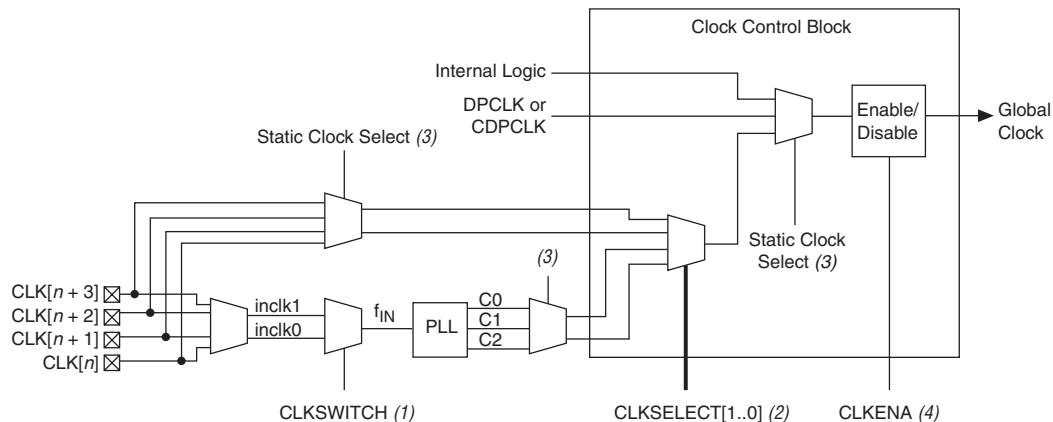 Clock Control Block
Internal Logic
DPCLK or
CDPCLK
Enable/
Disable
Global
Clock
Static Clock Select (3)
Static Clock
Select (3)
(3)
CLK[n + 3]
CLK[n + 2]
CLK[n + 1]
CLK[n]
inclk1
inclk0
fIN
PLL
C0
C1
C2
CLKSWITCH (1)
CLKSELECT[1..0] (2)
CLKENA (4)